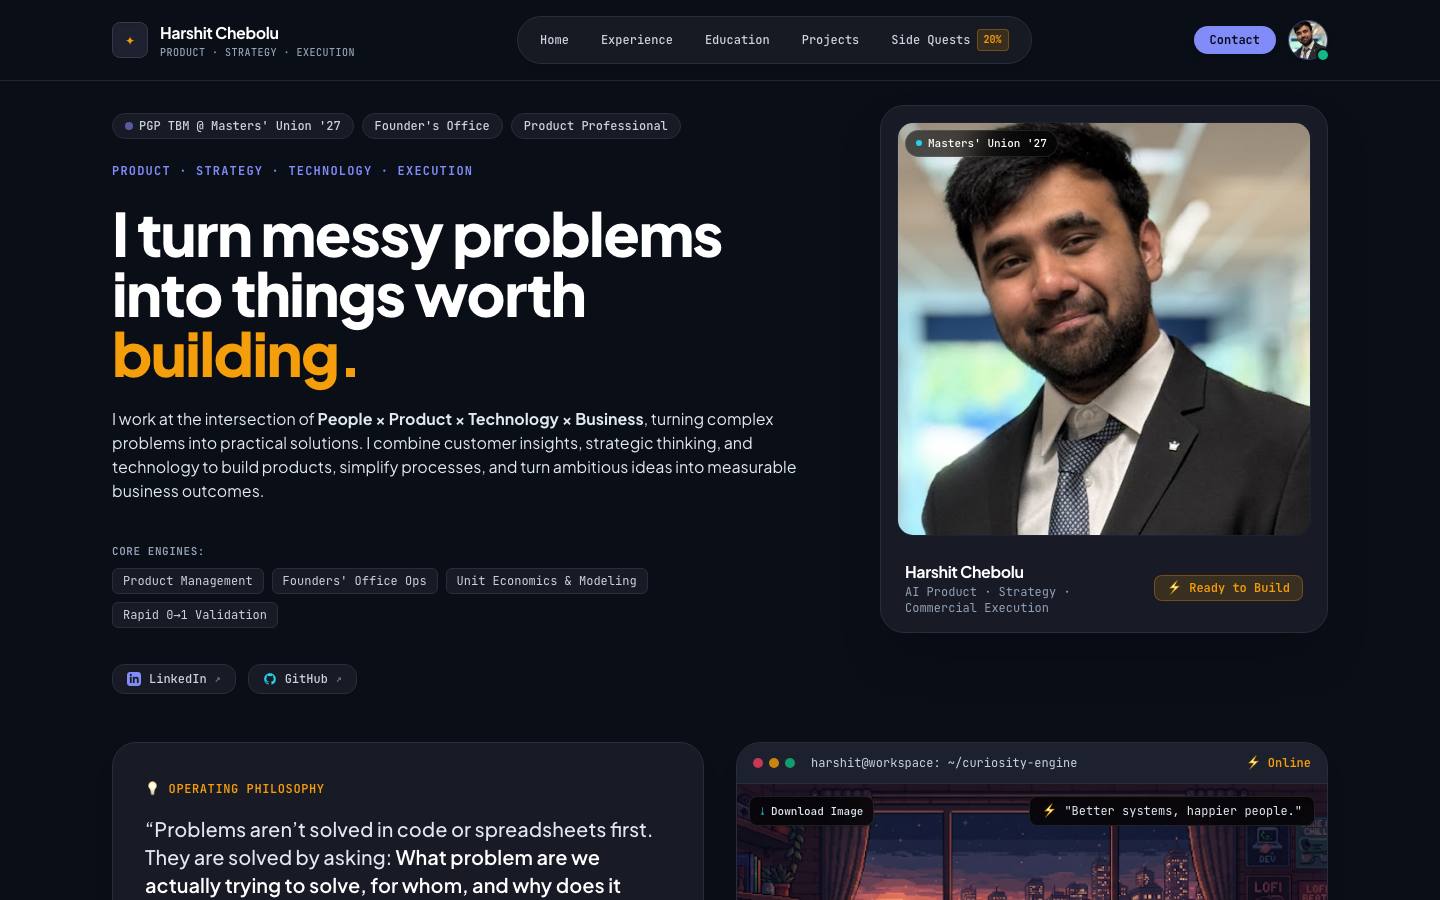 Harshit Chebolu
PRODUCT · STRATEGY · EXECUTION
Home
Experience
Education
Projects
Side Quests 20%
Contact
PGP TBM @ Masters' Union '27
Founder's Office
Product Professional
PRODUCT · STRATEGY · TECHNOLOGY · EXECUTION
I turn messy problems
into things worth
building.
I work at the intersection of People × Product × Technology × Business, turning complex
problems into practical solutions. I combine customer insights, strategic thinking, and
technology to build products, simplify processes, and turn ambitious ideas into measurable
business outcomes.
CORE ENGINES:
Product Management
Founders' Office Ops
Unit Economics & Modeling
Rapid 0→1 Validation
LinkedIn ↗
GitHub ↗
Masters' Union '27
Harshit Chebolu
AI Product · Strategy ·
Commercial Execution
⚡ Ready to Build
💡 OPERATING PHILOSOPHY
“Problems aren’t solved in code or spreadsheets first.
They are solved by asking: What problem are we
actually trying to solve, for whom, and why does it
harshit@workspace: ~/curiosity-engine
⚡ Online
↓ Download Image
⚡ "Better systems, happier people."
DEV
CHILL
LOFI